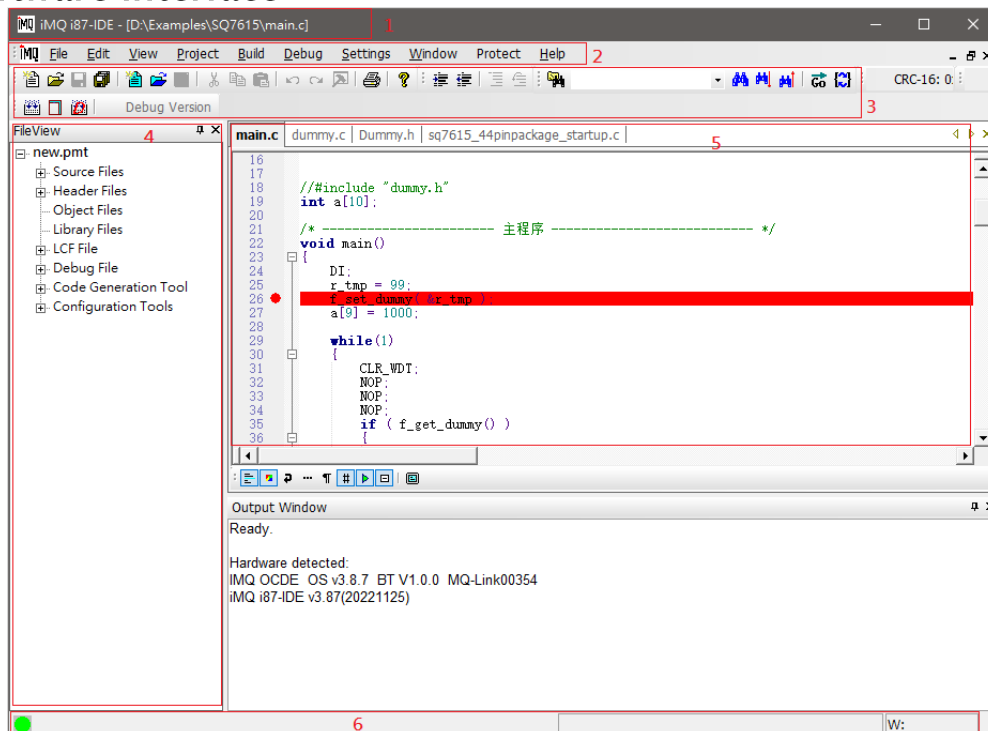 iMQ i87-IDE - [D:\Examples\SQ7615\main.c]
1
File Edit View Project Build Debug Settings Window Protect Help
2
CRC-16: 0
Debug Version
3
FileView
4
new.pmt
Source Files
Header Files
Object Files
Library Files
LCF File
Debug File
Code Generation Tool
Configuration Tools
main.c dummy.c Dummy.h sq7615_44pinpackage_startup.c
5
16
17
18 //#include "dummy.h"
19 int a[10];
20
21 /* ----------------------- 主程序 --------------------------- */
22 void main()
23 {
24 DI;
25 r_tmp = 99;
26 f_set_dummy( &r_tmp );
27 a[9] = 1000;
28
29 while(1)
30 {
31 CLR_WDT;
32 NOP;
33 NOP;
34 NOP;
35 if ( f_get_dummy() )
36 {
Output Window
Ready.
Hardware detected:
IMQ OCDE OS v3.8.7 BT V1.0.0 MQ-Link00354
iMQ i87-IDE v3.87(20221125)
6
W: